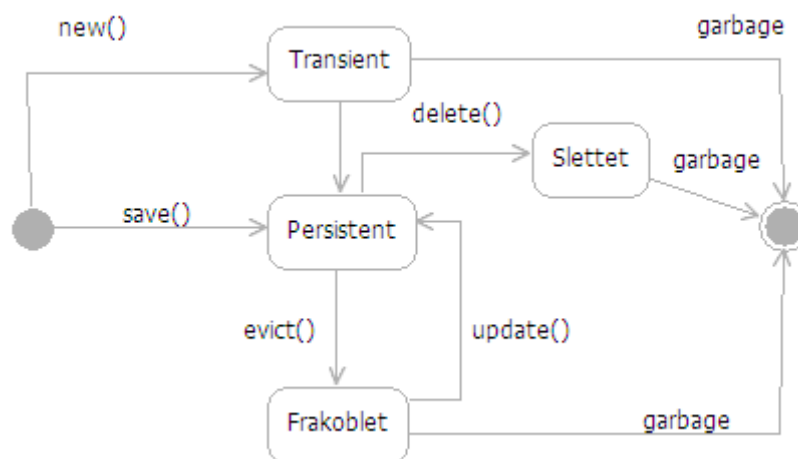 new()
garbage
Transient
delete()
Slettet
garbage
save()
Persistent
evict()
update()
Frakoblet
garbage